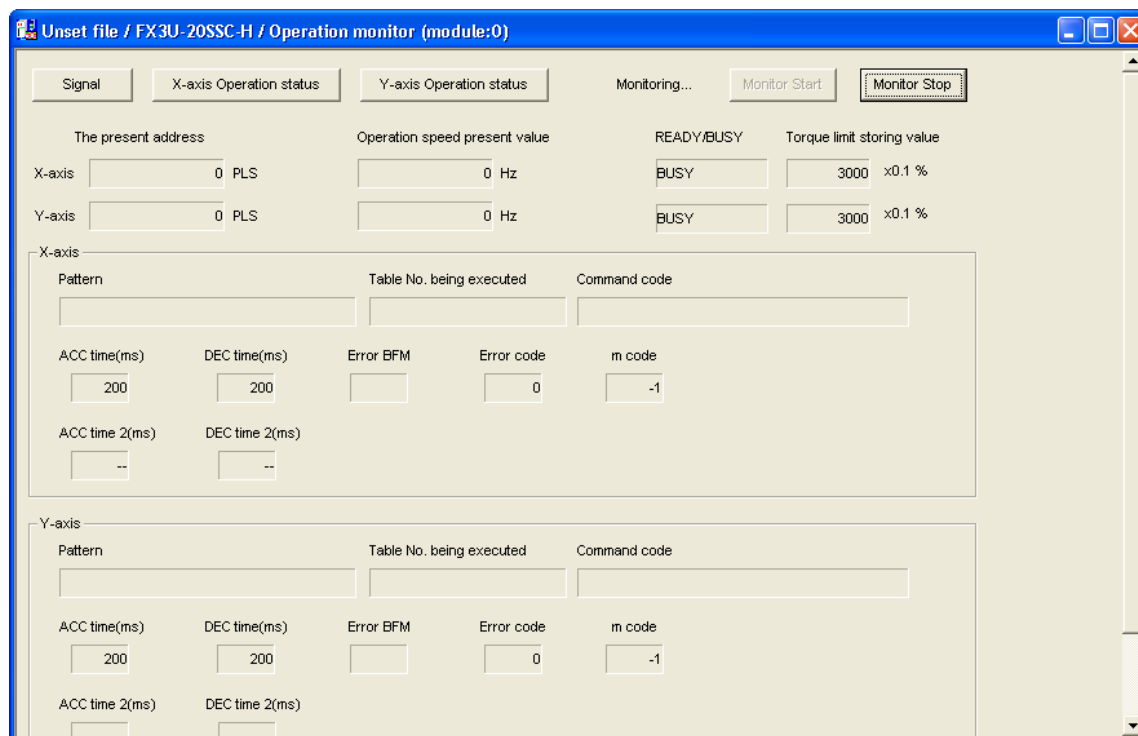 Unset file / FX3U-20SSC-H / Operation monitor (module:0)
Signal X-axis Operation status Y-axis Operation status Monitoring... Monitor Start Monitor Stop
The present address Operation speed present value READY/BUSY Torque limit storing value
X-axis 0 PLS 0 Hz BUSY 3000 x0.1 %
Y-axis 0 PLS 0 Hz BUSY 3000 x0.1 %
X-axis
Pattern Table No. being executed Command code
ACC time(ms) DEC time(ms) Error BFM Error code m code
200 200 0 -1
ACC time 2(ms) DEC time 2(ms)
-- --
Y-axis
Pattern Table No. being executed Command code
ACC time(ms) DEC time(ms) Error BFM Error code m code
200 200 0 -1
ACC time 2(ms) DEC time 2(ms)